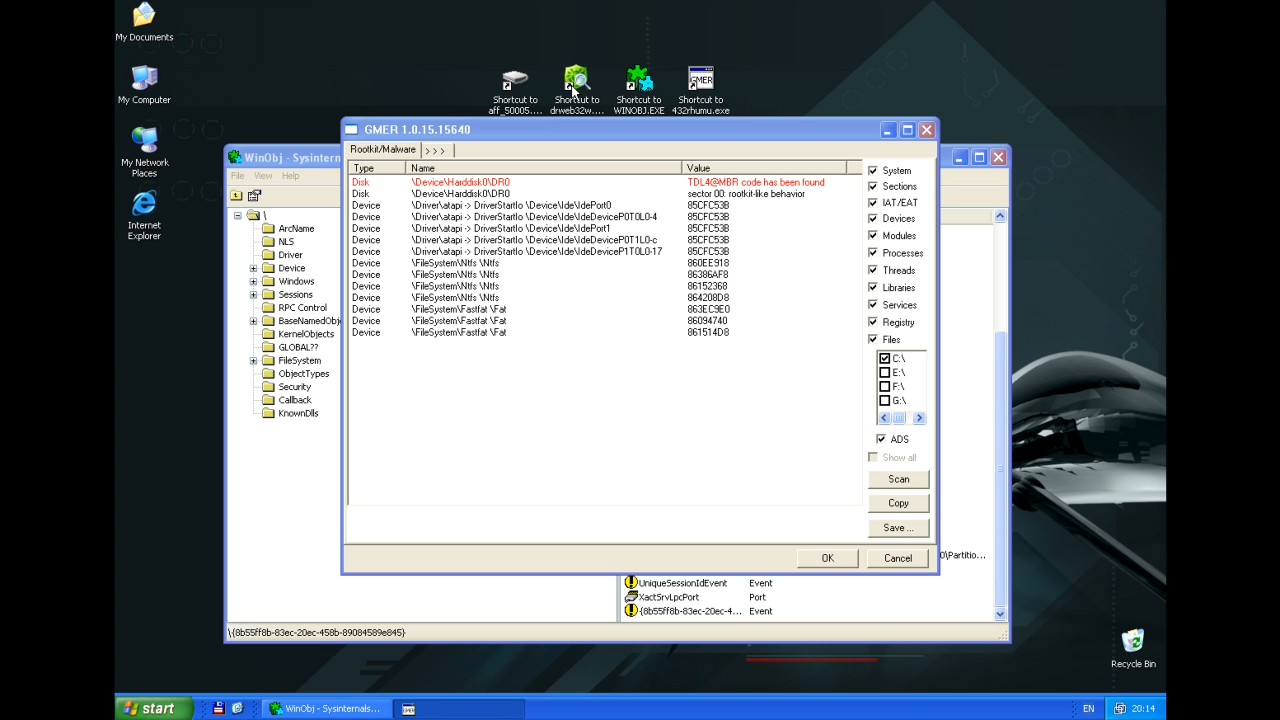 My Documents
My Computer
My Network
Places
Internet
Explorer
Shortcut to
aff_50005....
Shortcut to
drweb32w....
Shortcut to
WINOBJ.EXE
Shortcut to
432rhumu.exe
GMER
WinObj - Sysintern
File View Help
\
ArcName
NLS
Driver
Device
Windows
Sessions
RPC Control
BaseNamedObj
KernelObjects
GLOBAL??
FileSystem
ObjectTypes
Security
Callback
KnownDlls
GMER 1.0.15.15640
Rootkit/Malware > > >
Type Name Value
Disk \Device\Harddisk0\DR0 TDL4@MBR code has been found
Disk \Device\Harddisk0\DR0 sector 00: rootkit-like behavior
Device \Driver\atapi -> DriverStartIo \Device\Ide\IdePort0 85CFC53B
Device \Driver\atapi -> DriverStartIo \Device\Ide\IdeDeviceP0T0L0-4 85CFC53B
Device \Driver\atapi -> DriverStartIo \Device\Ide\IdePort1 85CFC53B
Device \Driver\atapi -> DriverStartIo \Device\Ide\IdeDeviceP0T1L0-c 85CFC53B
Device \Driver\atapi -> DriverStartIo \Device\Ide\IdeDeviceP1T0L0-17 85CFC53B
Device \FileSystem\Ntfs \Ntfs 860EE918
Device \FileSystem\Ntfs \Ntfs 86386AF8
Device \FileSystem\Ntfs \Ntfs 86152368
Device \FileSystem\Ntfs \Ntfs 864208D8
Device \FileSystem\Fastfat \Fat 863EC9E0
Device \FileSystem\Fastfat \Fat 86094740
Device \FileSystem\Fastfat \Fat 861514D8
System
Sections
IAT/EAT
Devices
Modules
Processes
Threads
Libraries
Services
Registry
Files
C:\
E:\
F:\
G:\
ADS
Show all
Scan
Copy
Save ...
OK Cancel
0\Partitio...
UniqueSessionIdEvent Event
XactSrvLpcPort Port
{8b55ff8b-83ec-20ec-4... Event
\{8b55ff8b-83ec-20ec-458b-89084589e845}
Recycle Bin
start
WinObj - Sysinternals...
GMER
EN
20:14